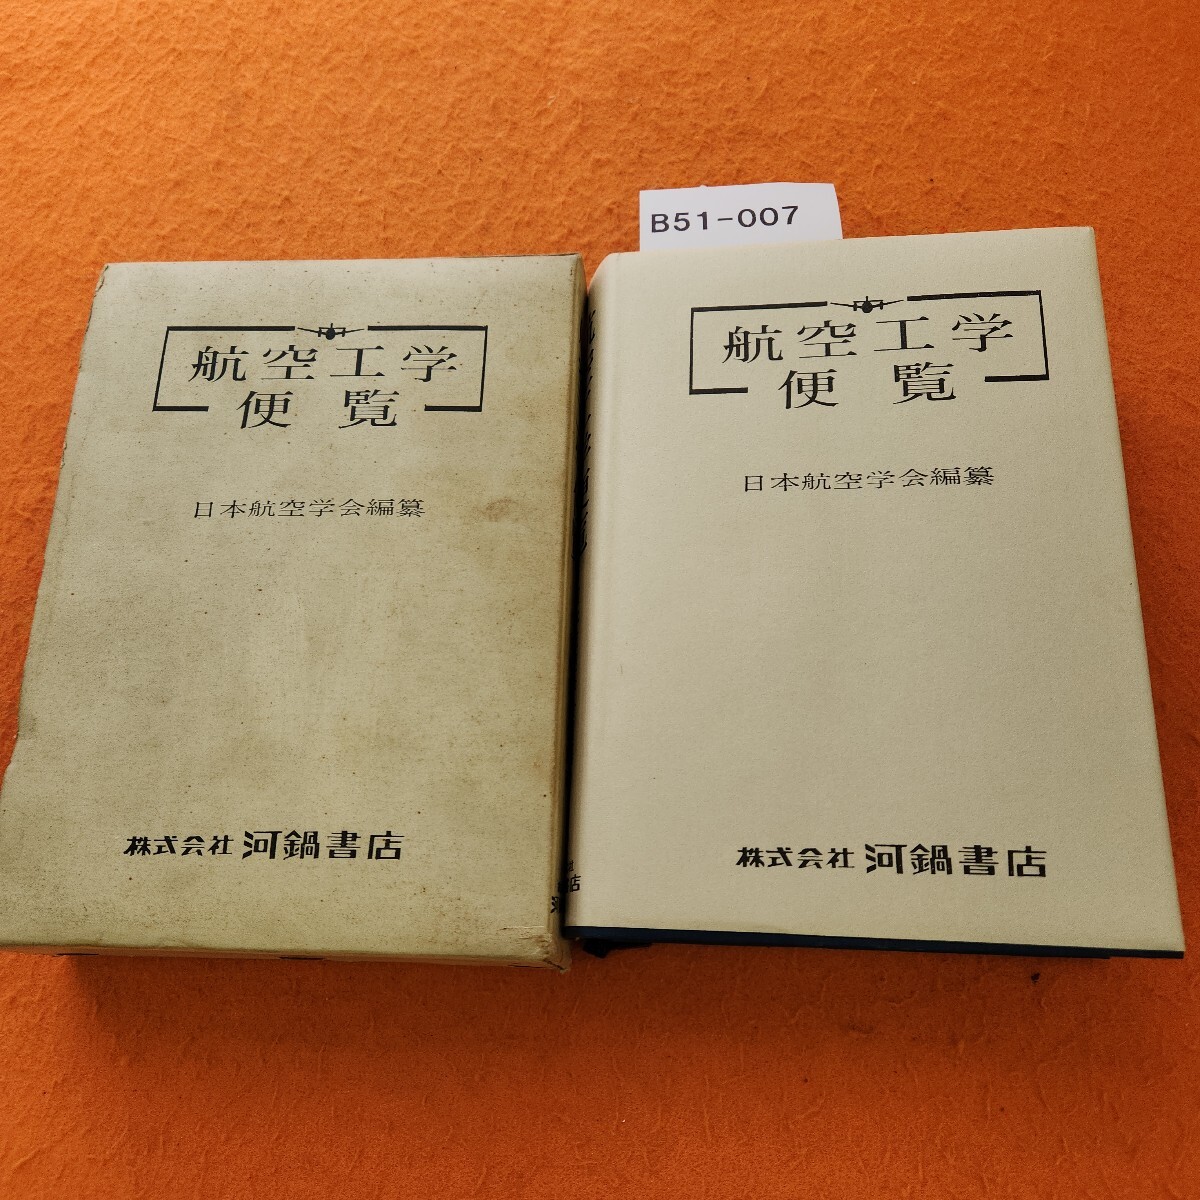 B51-007
航空工学
便覧
日本航空学会編纂
株式会社 河鍋書店
航空工学
便覧
日本航空学会編纂
株式会社 河鍋書店